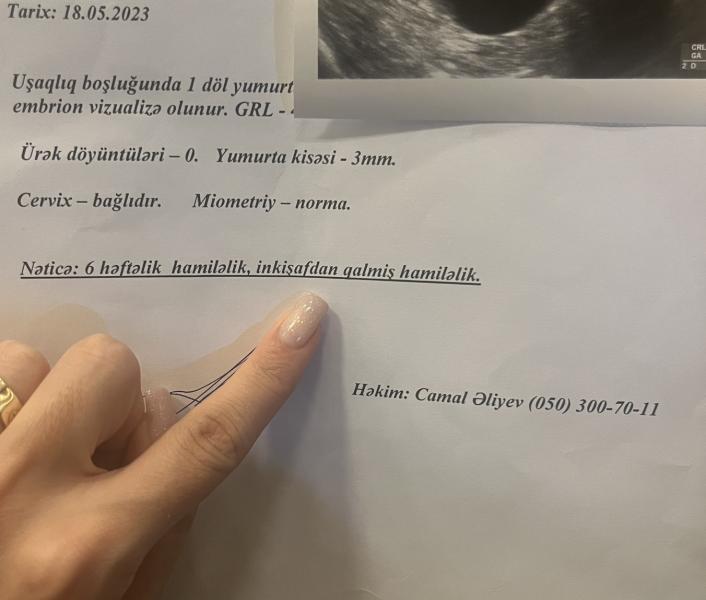 Tarix: 18.05.2023
CRL
GA
2 D
Uşaqlıq boşluğunda 1 döl yumurt
embrion vizualizə olunur. GRL -
Ürək döyüntüləri – 0. Yumurta kisəsi - 3mm.
Cervix – bağlıdır. Miometriy – norma.
Nəticə: 6 həftəlik hamiləlik, inkişafdan qalmiş hamiləlik.
Həkim: Camal Əliyev (050) 300-70-11